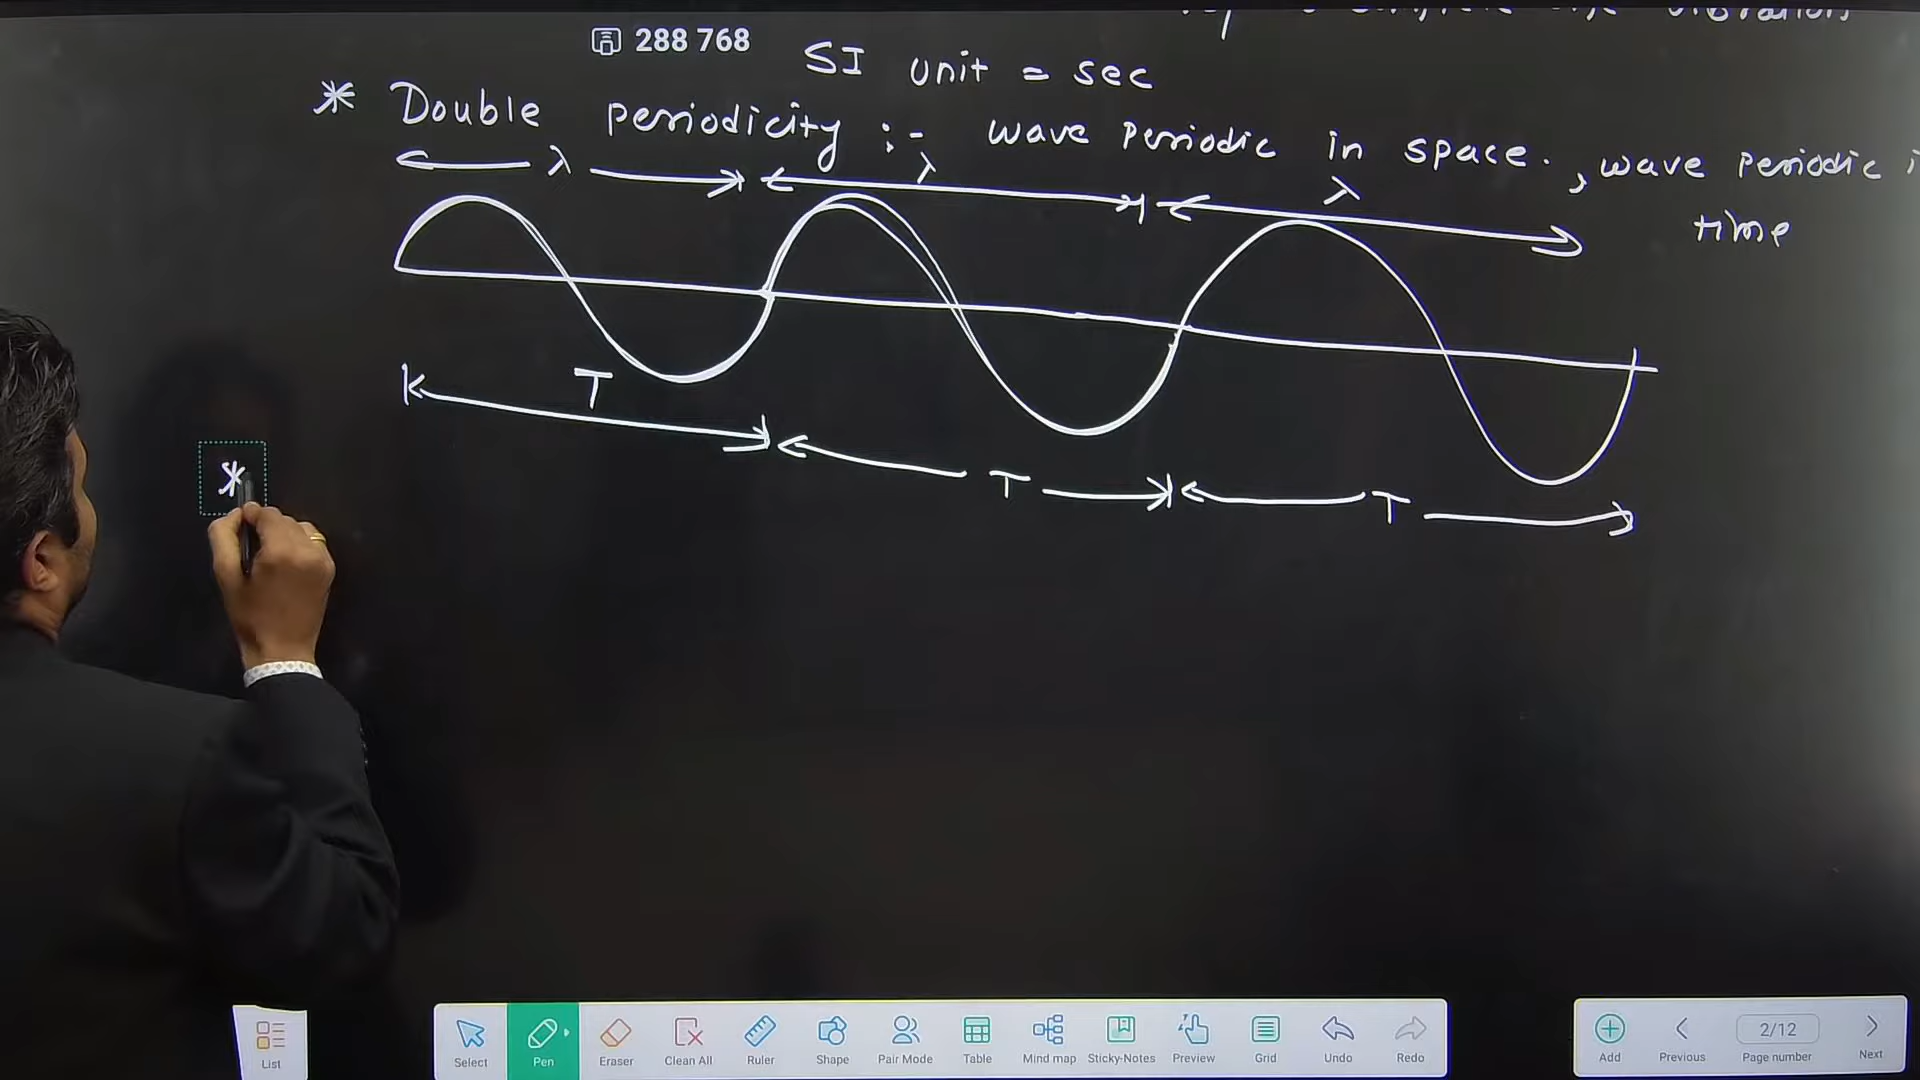 vibration
288 768
SI unit = sec
* Double periodicity :- wave periodic in space. , wave periodic i
time
λ λ λ
T
T
T
*
List
Select Pen Eraser Clean All Ruler Shape Pair Mode Table Mind map Sticky-Notes Preview Grid Undo Redo
Add Previous 2/12 Page number Next